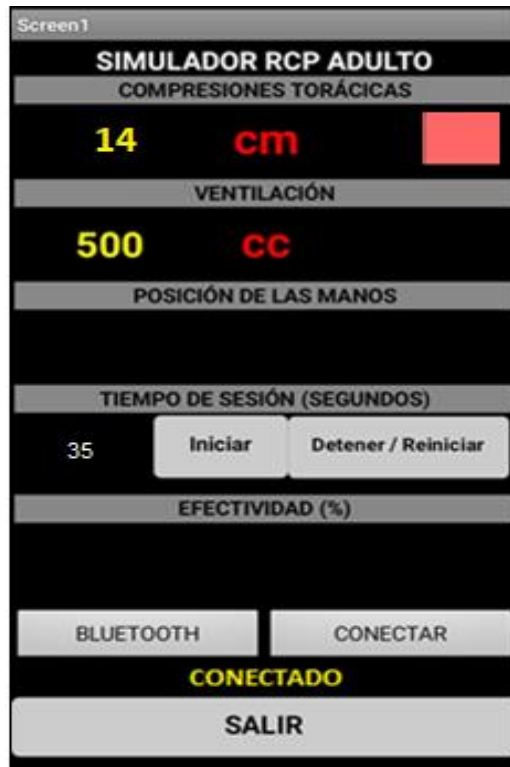 Screen1
SIMULADOR RCP ADULTO
COMPRESIONES TORÁCICAS
14 cm
VENTILACIÓN
500 cc
POSICIÓN DE LAS MANOS
TIEMPO DE SESIÓN (SEGUNDOS)
35 Iniciar Detener / Reiniciar
EFECTIVIDAD (%)
BLUETOOTH CONECTAR
CONECTADO
SALIR